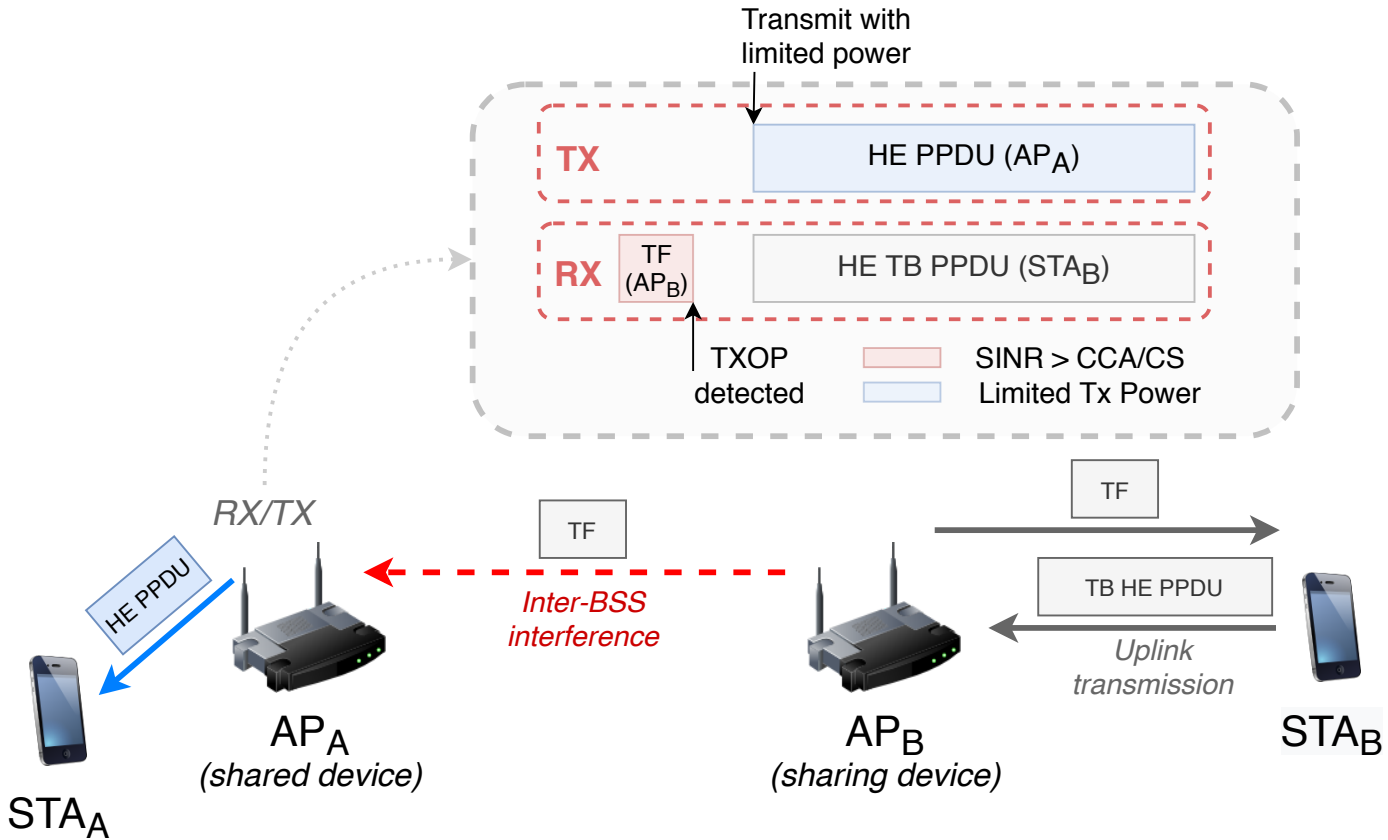 Transmit with
limited power
TX
HE PPDU (APA)
RX
TF
(APB)
HE TB PPDU (STAB)
TXOP
detected
SINR > CCA/CS
Limited Tx Power
RX/TX
HE PPDU
TF
Inter-BSS
interference
TF
TB HE PPDU
Uplink
transmission
STAA
APA
(shared device)
APB
(sharing device)
STAB